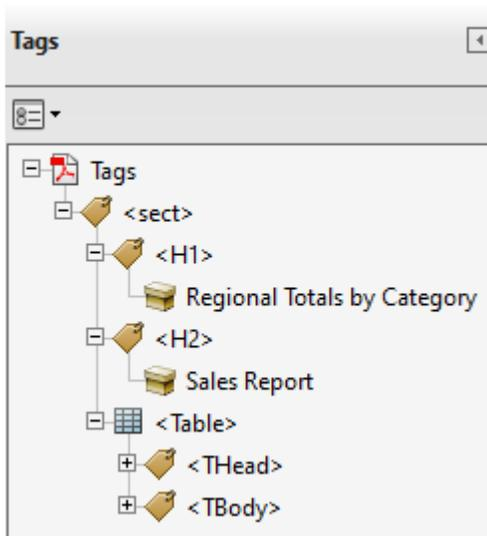 Tags
Tags
<sect>
<H1>
Regional Totals by Category
<H2>
Sales Report
<Table>
<THead>
<TBody>